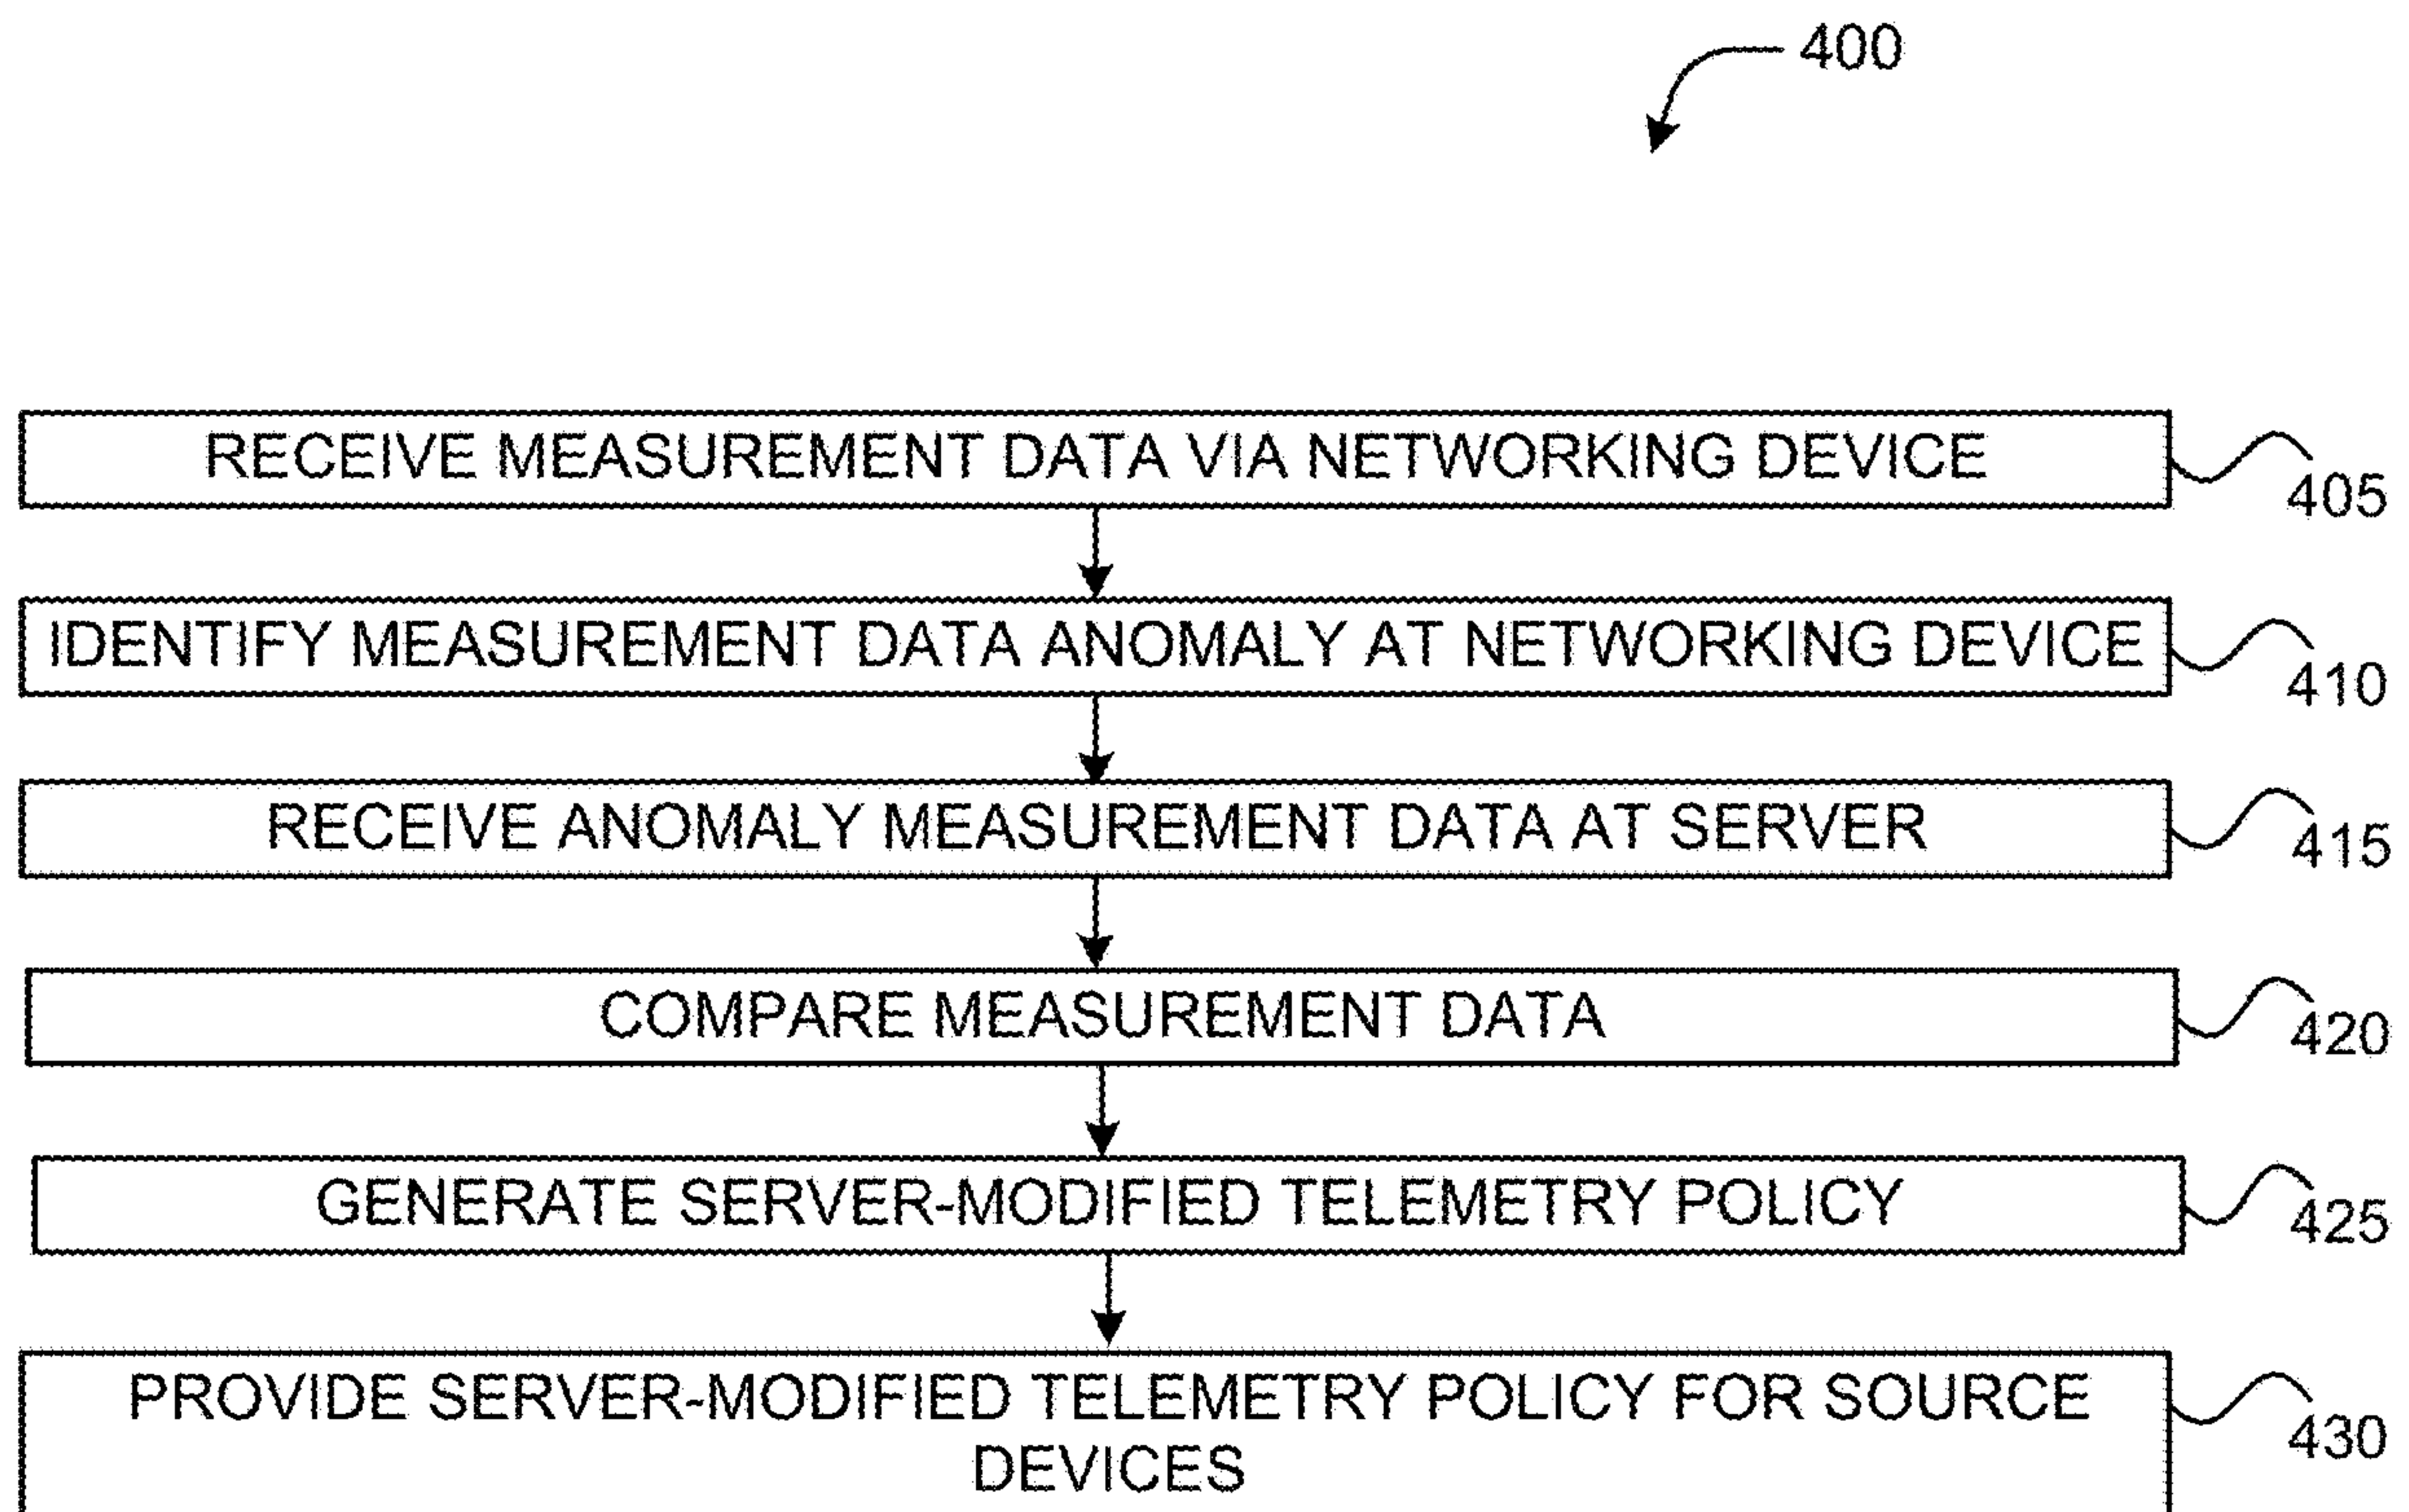 400
RECEIVE MEASUREMENT DATA VIA NETWORKING DEVICE
405
IDENTIFY MEASUREMENT DATA ANOMALY AT NETWORKING DEVICE
410
RECEIVE ANOMALY MEASUREMENT DATA AT SERVER
415
COMPARE MEASUREMENT DATA
420
GENERATE SERVER-MODIFIED TELEMETRY POLICY
425
PROVIDE SERVER-MODIFIED TELEMETRY POLICY FOR SOURCE
DEVICES
430